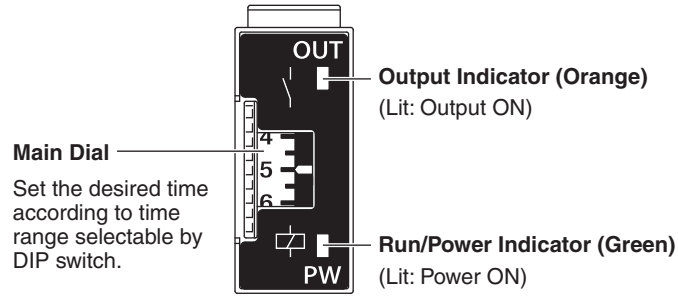 OUT
Output Indicator (Orange)
(Lit: Output ON)
Main Dial
Set the desired time
according to time
range selectable by
DIP switch.
4
5
6
Run/Power Indicator (Green)
(Lit: Power ON)
PW